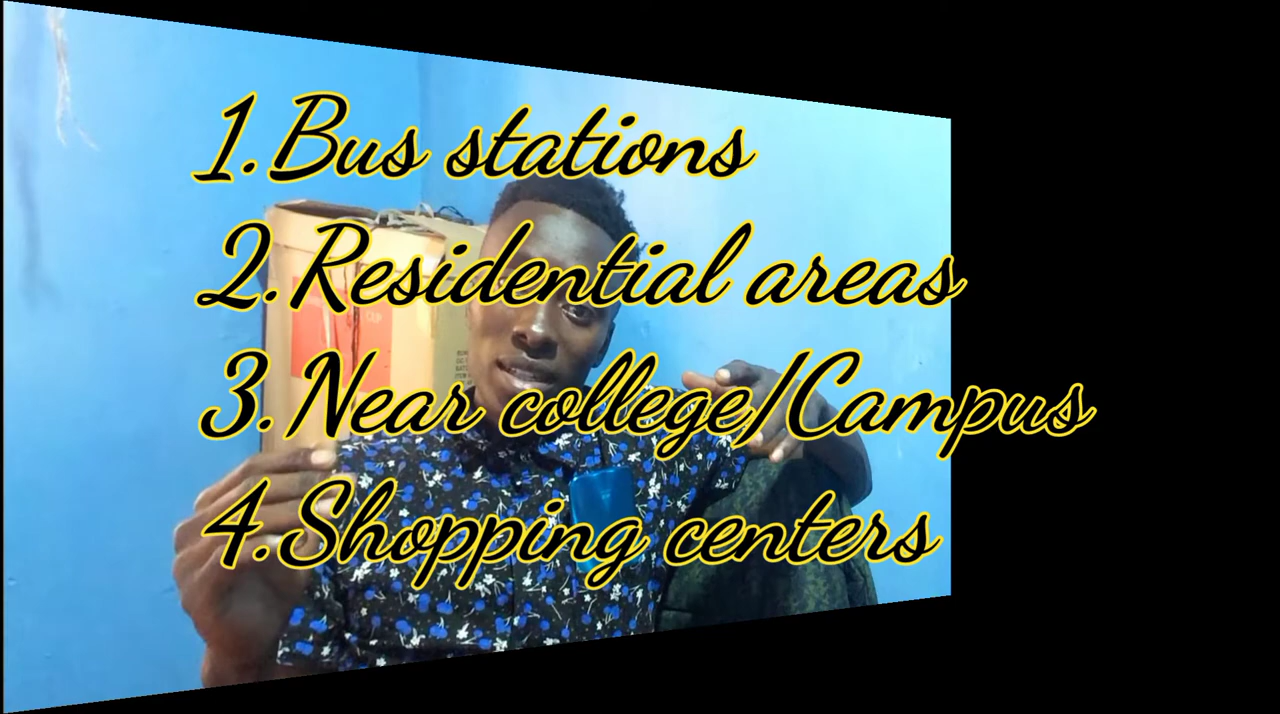 1.Bus stations
2.Residential areas
3.Near college/Campus
4.Shopping centers